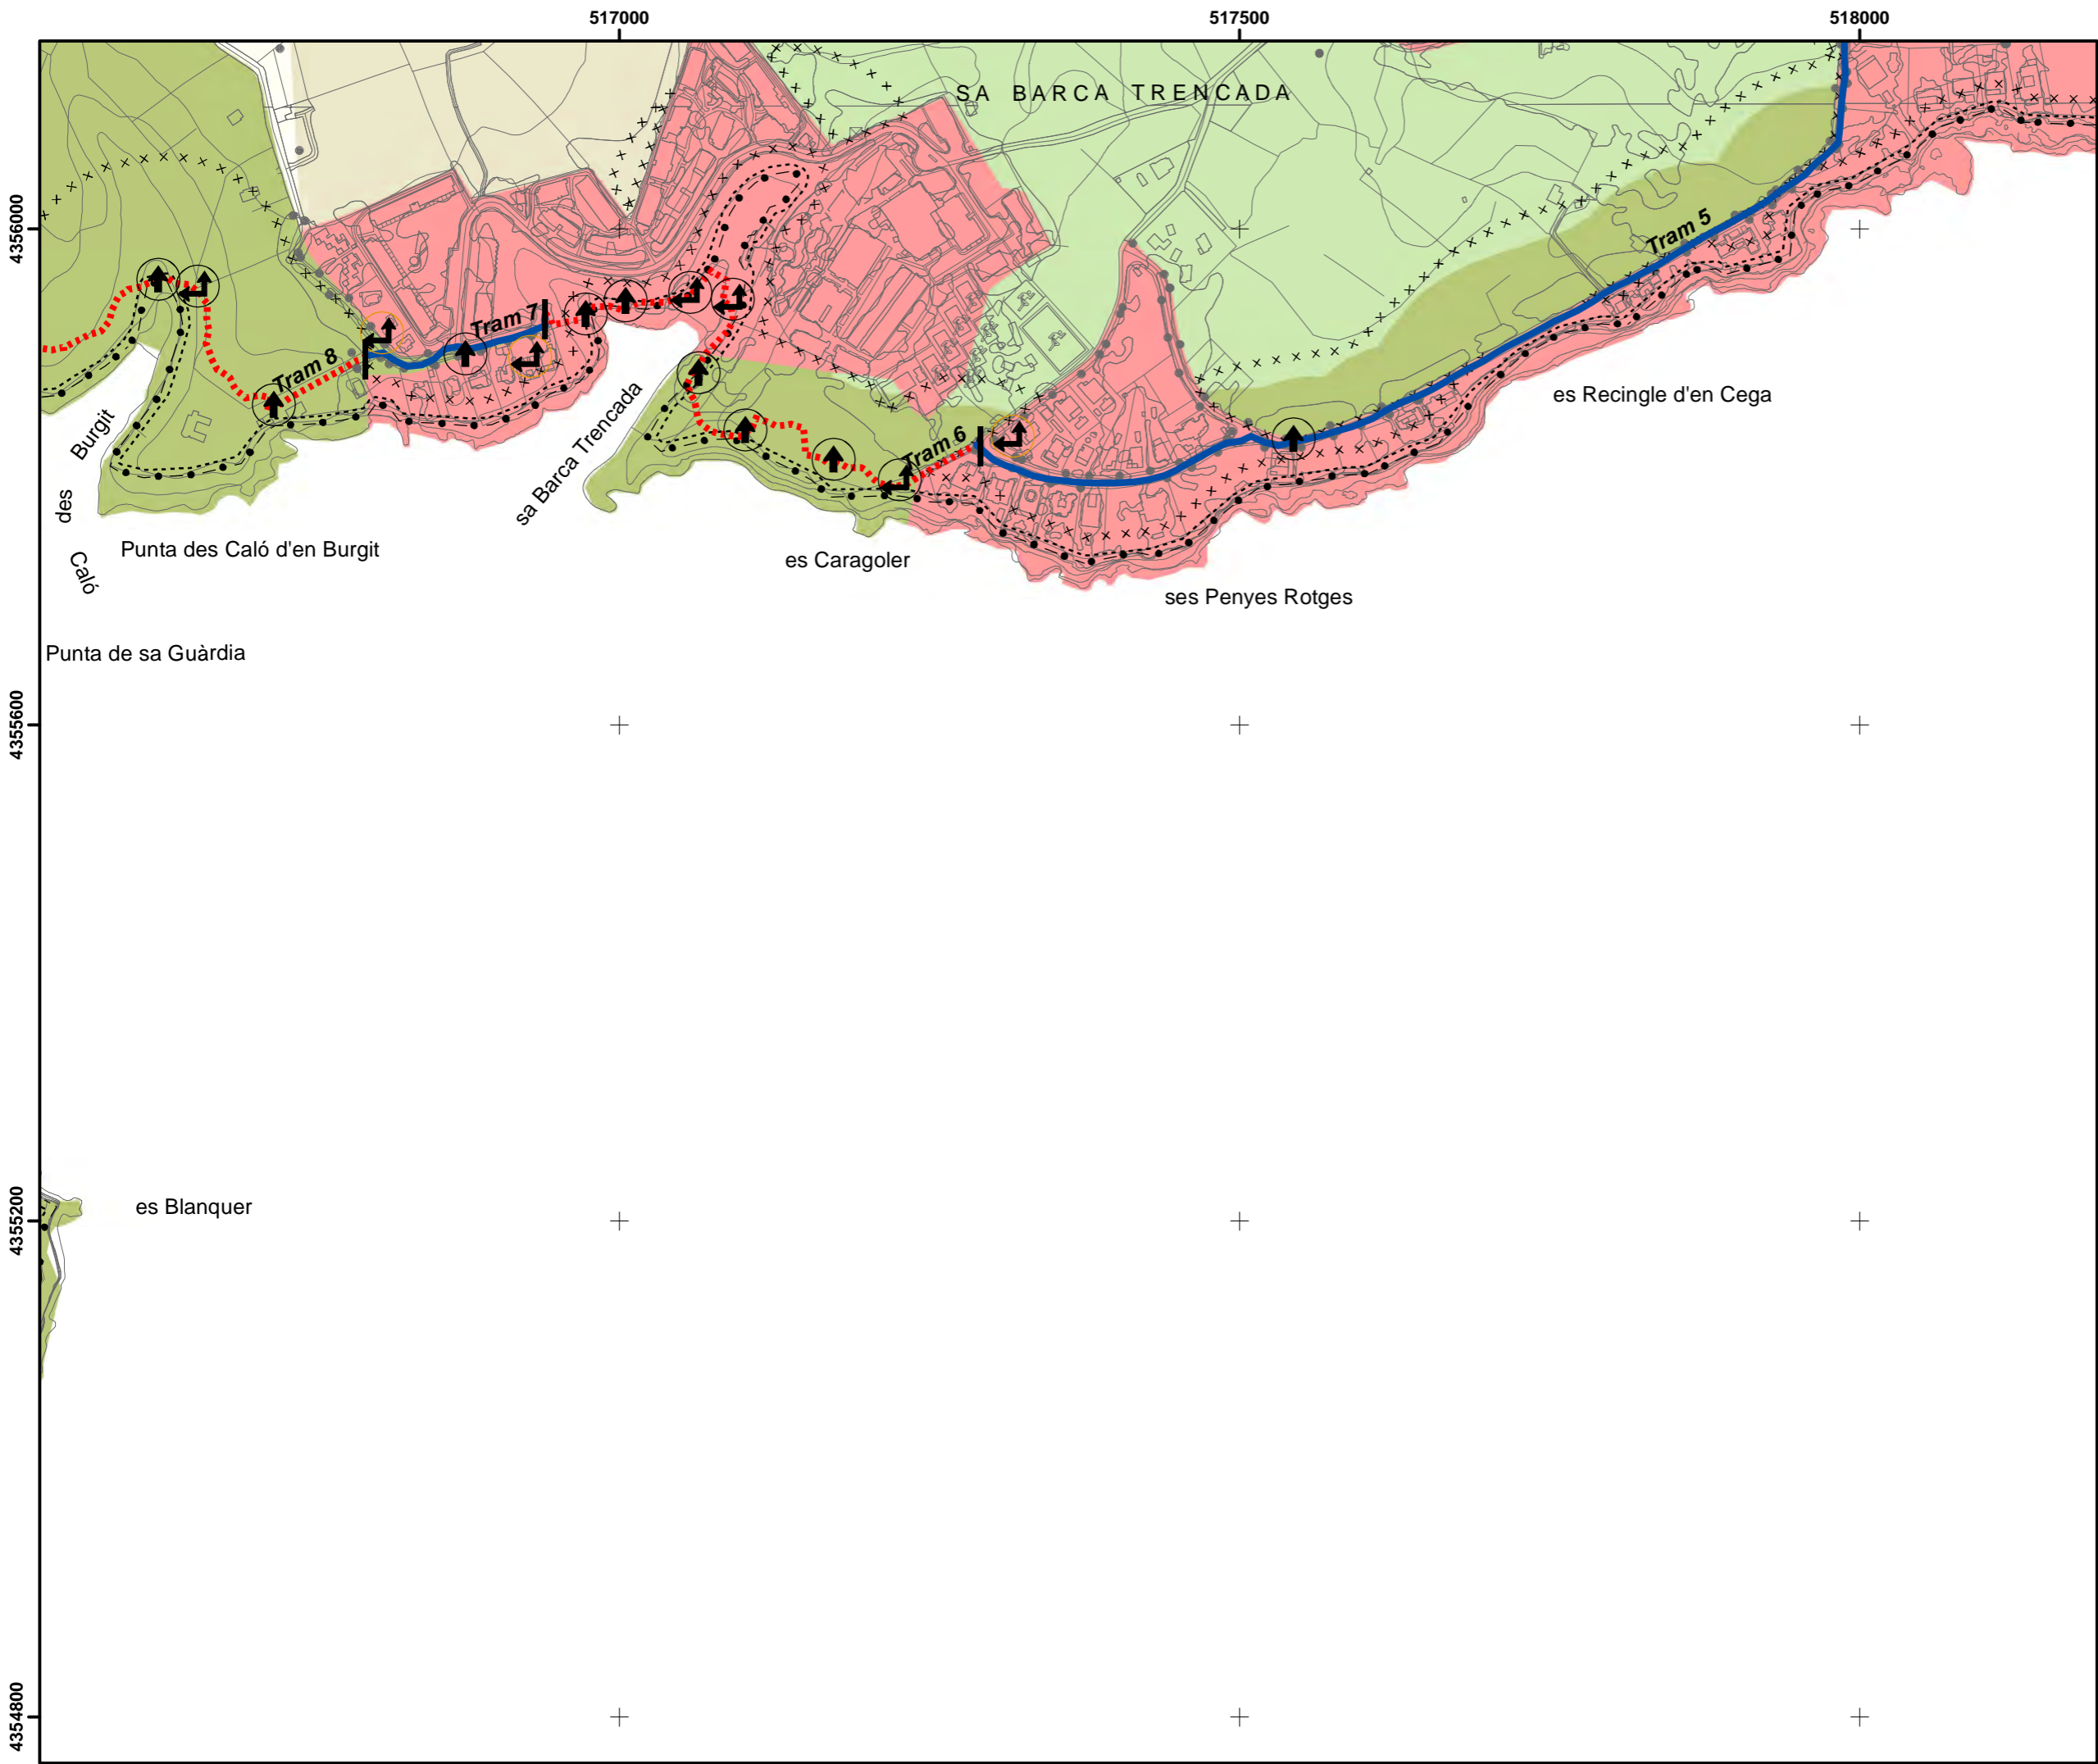 517000
517500
518000
SA BARCA TRENCADA
4356000
Tram 5
Tram 7
Tram 8
es Recingle d'en Cega
Burgit
sa Barca Trencada
Tram 6
des
Punta des Caló d'en Burgit
es Caragoler
Caló
ses Penyes Rotges
Punta de sa Guàrdia
4355600
es Blanquer
4355200
4354800